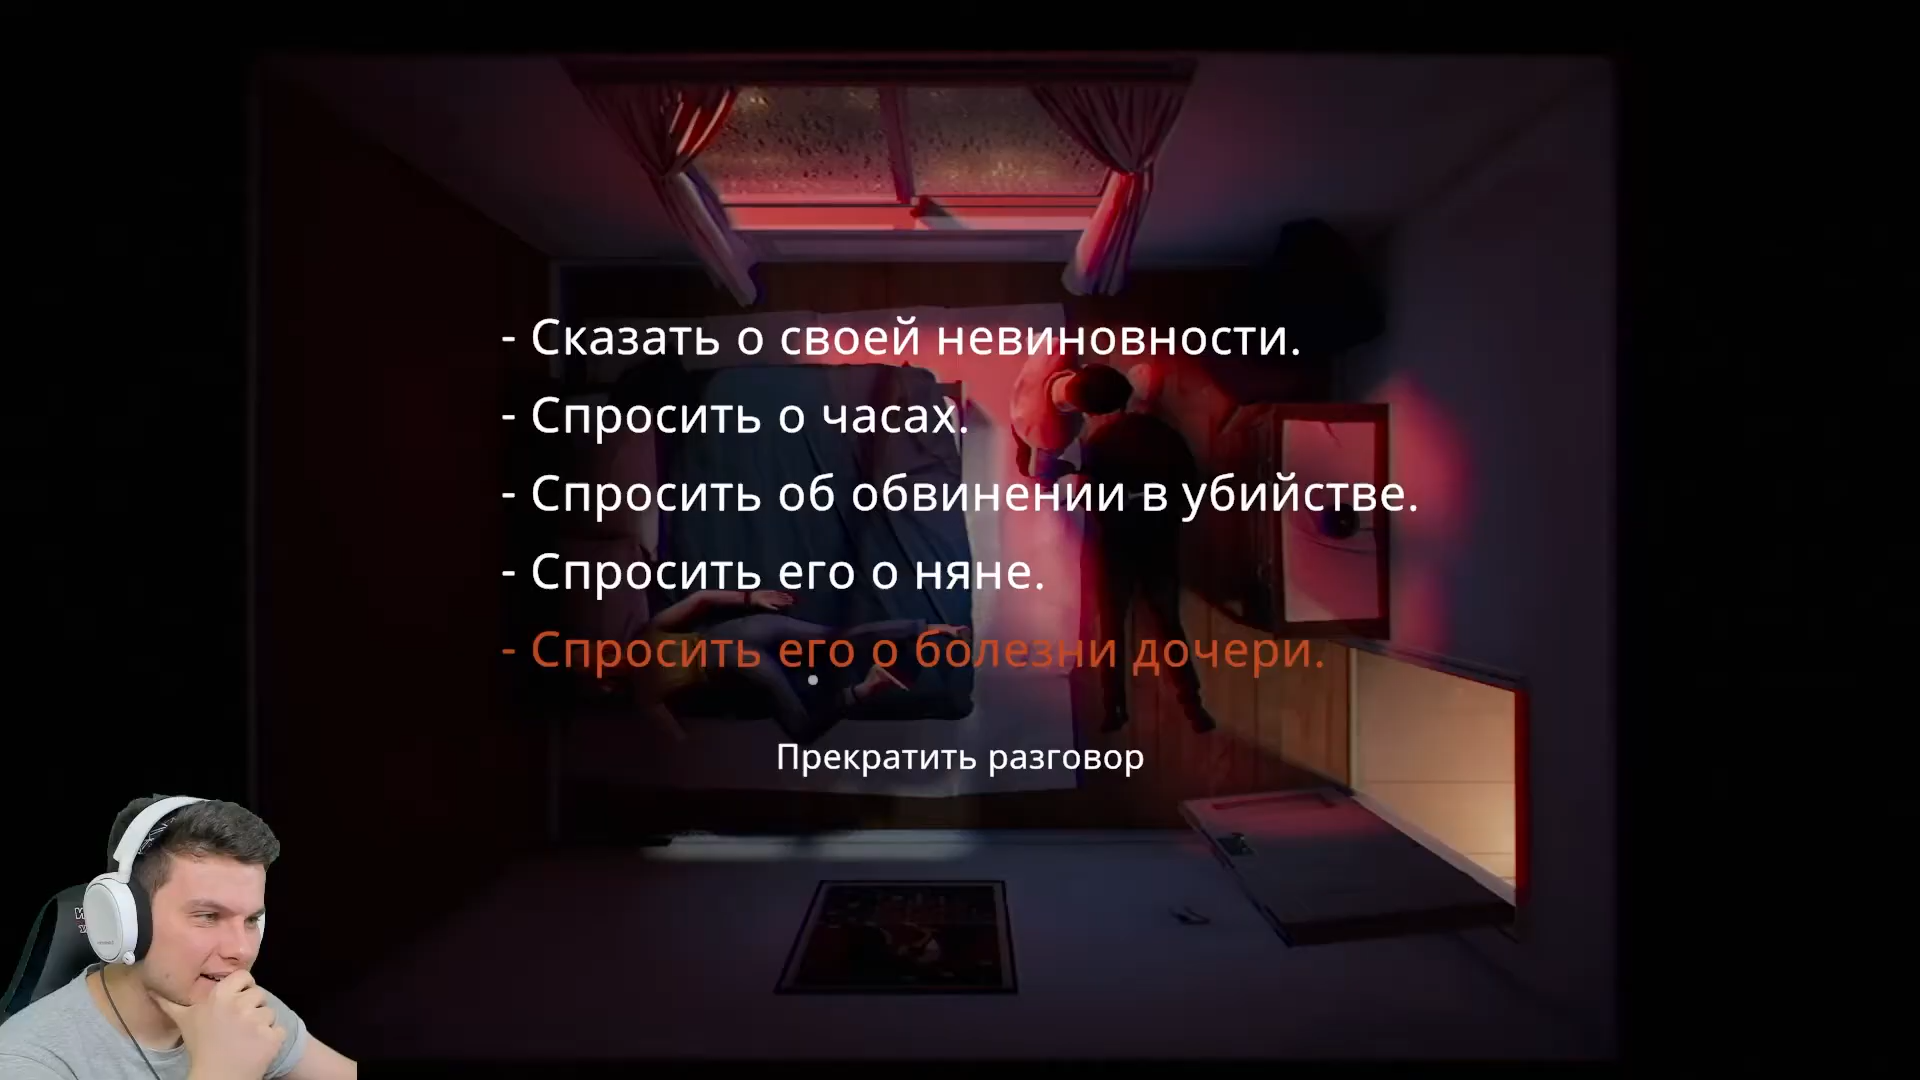 - Сказать о своей невиновности.
- Спросить о часах.
- Спросить об обвинении в убийстве.
- Спросить его о няне.
- Спросить его о болезни дочери.
Прекратить разговор